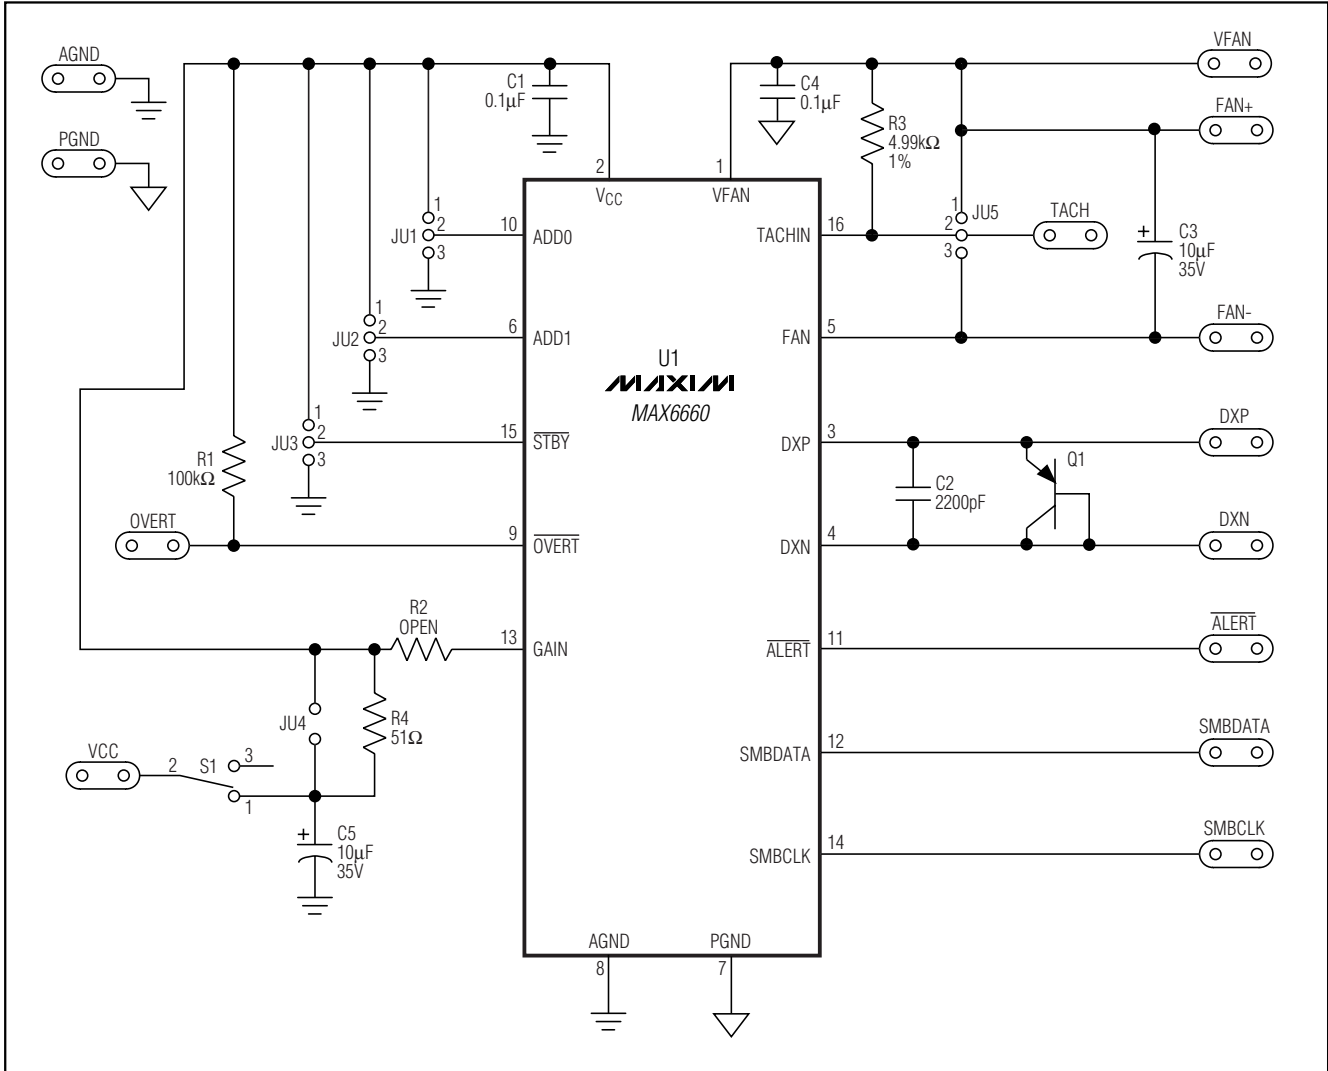 AGND
PGND
C1
0.1µF
C4
0.1µF
R3
4.99kΩ
1%
VFAN
FAN+
2
1
VCC
VFAN
JU1
1
2
3
10
ADD0
TACHIN
16
JU5
1
2
3
TACH
+
C3
10µF
35V
JU2
1
2
3
6
ADD1
FAN
5
FAN-
U1
MAXIM
MAX6660
JU3
1
2
3
15
STBY
DXP
3
DXP
R1
100kΩ
C2
2200pF
Q1
OVERT
9
OVERT
DXN
4
DXN
R2
OPEN
13
GAIN
ALERT
11
ALERT
JU4
R4
51Ω
VCC
2
S1
3
1
SMBDATA
12
SMBDATA
+
C5
10µF
35V
SMBCLK
14
SMBCLK
AGND
8
PGND
7